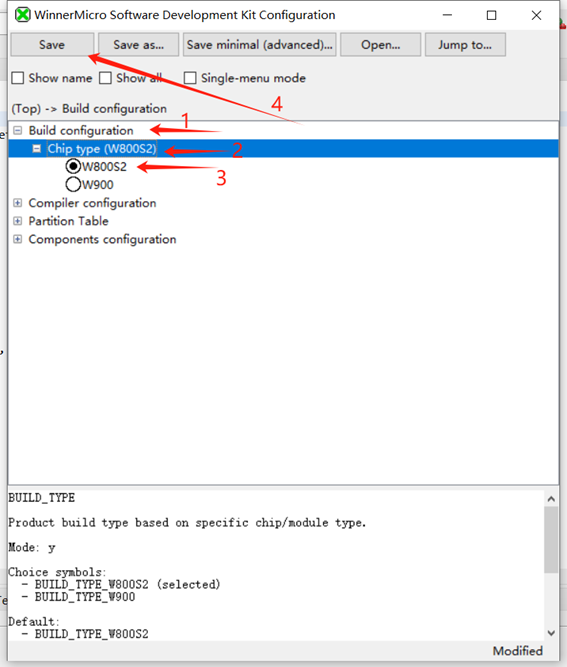 WinnerMicro Software Development Kit Configuration
Save Save as... Save minimal (advanced)... Open... Jump to...
Show name Show all Single-menu mode
4
(Top) -> Build configuration
1
Build configuration
Chip type (W800S2) 2
W800S2 3
W900
Compiler configuration
Partition Table
Components configuration
BUILD_TYPE
Product build type based on specific chip/module type.
Mode: y
Choice symbols:
- BUILD_TYPE_W800S2 (selected)
- BUILD_TYPE_W900
Default:
- BUILD_TYPE_W800S2
Modified